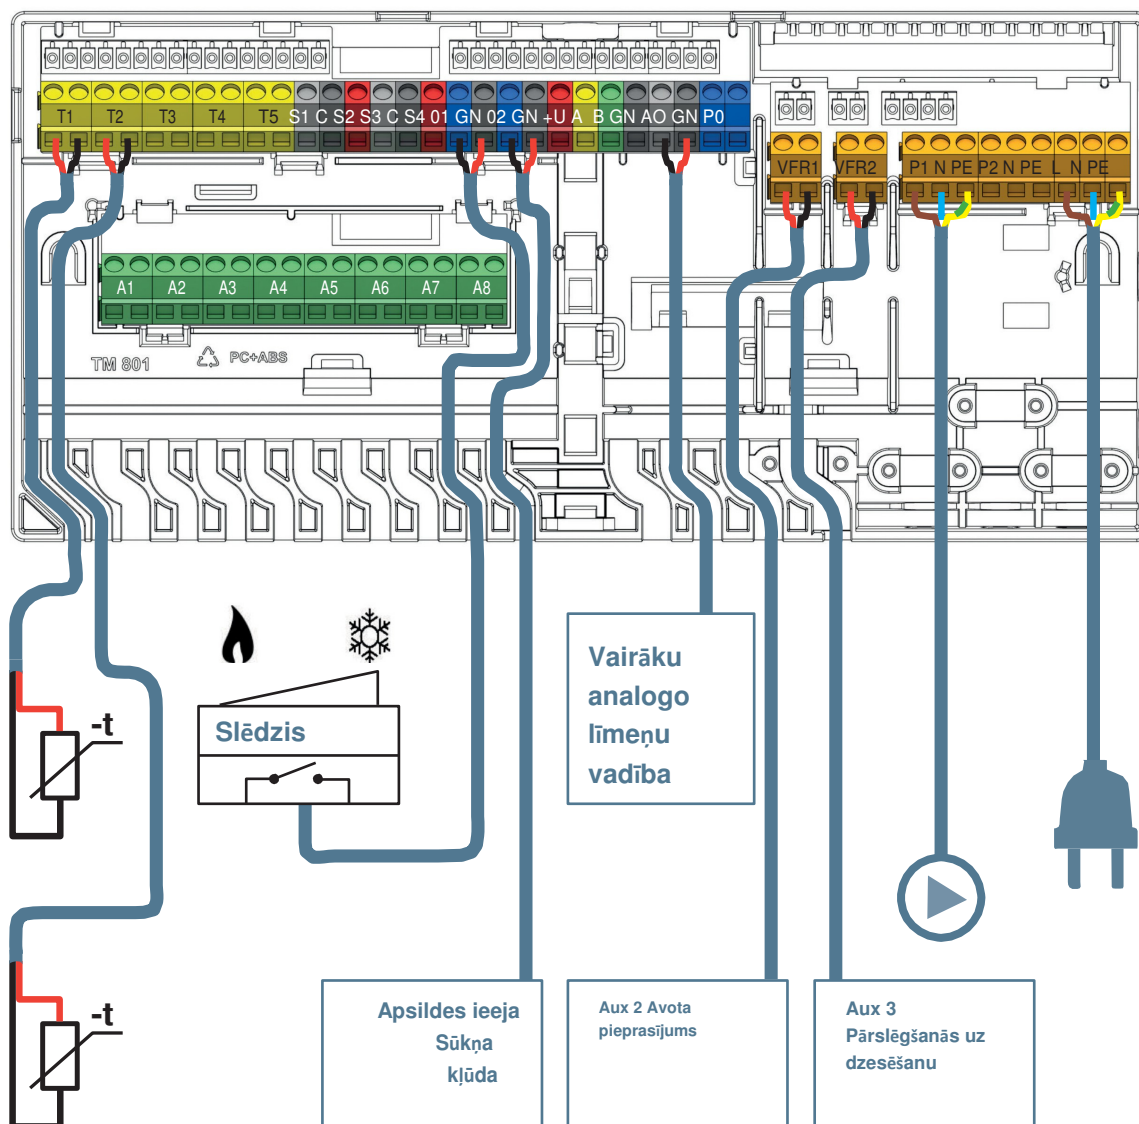 T1 T2 T3 T4 T5 S1 C S2 S3 C S4 01 GN 02 GN +U A B GN AO GN P0
VFR1 VFR2 P1 N PE P2 N PE L N PE
A1 A2 A3 A4 A5 A6 A7 A8
TM 801 PC+ABS
Slēdzis
Vairāku
analogo
līmeņu
vadība
-t
-t
Apsildes ieeja
Sūkņa
kļūda
Aux 2 Avota
pieprasījums
Aux 3
Pārslēgšanās uz
dzesēšanu